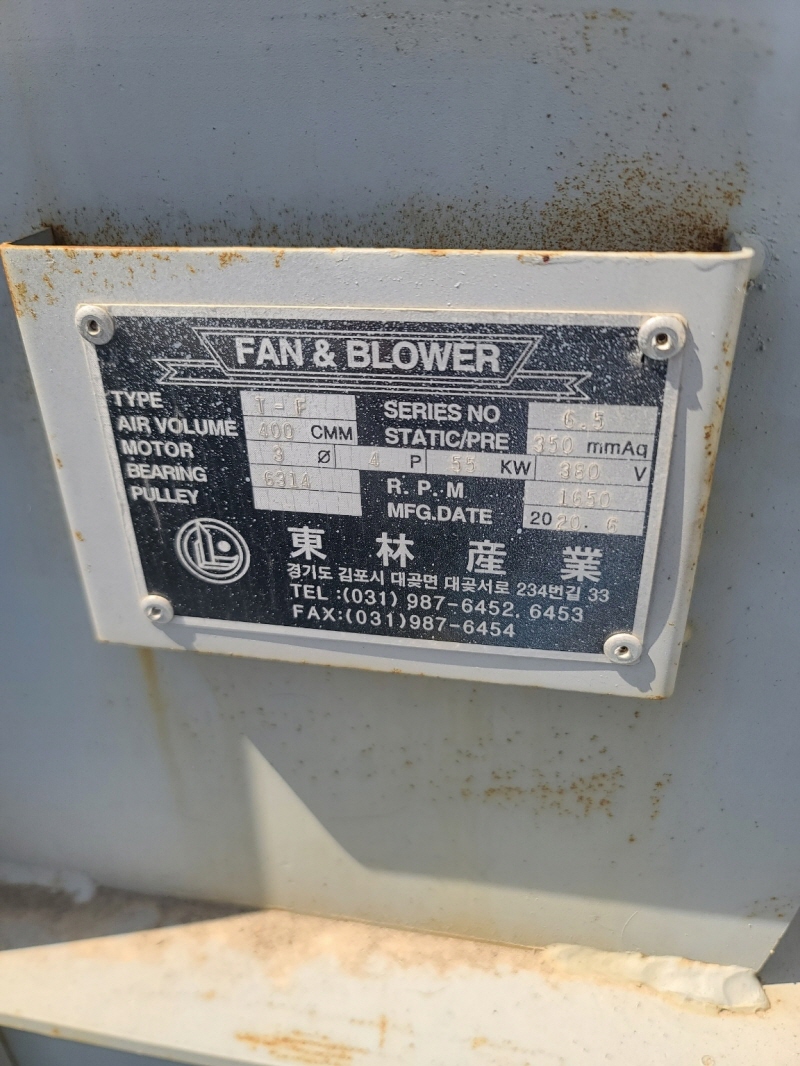 FAN & BLOWER
TYPE T-F SERIES NO 6.5
AIR VOLUME 400 CMM STATIC/PRE 350 mmAq
MOTOR 3 Ø 4 P 55 KW 380 V
BEARING 6314 R. P. M 1650
PULLEY MFG.DATE 2020. 6
東林産業
경기도 김포시 대곶면 대곶서로 234번길 33
TEL :(031) 987-6452. 6453
FAX:(031)987-6454